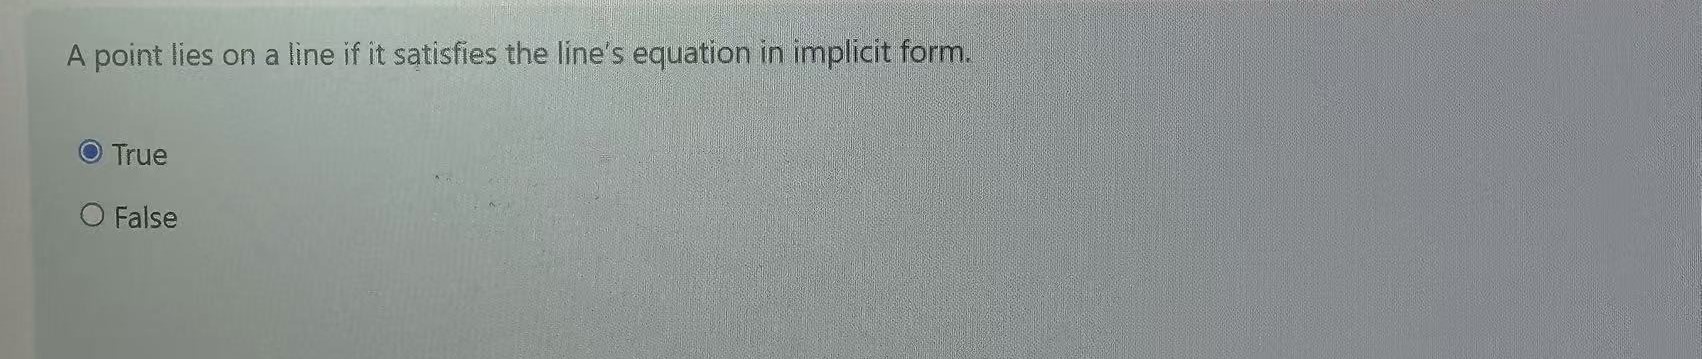 A point lies on a line if it satisfies the line's equation in implicit form.
True
False